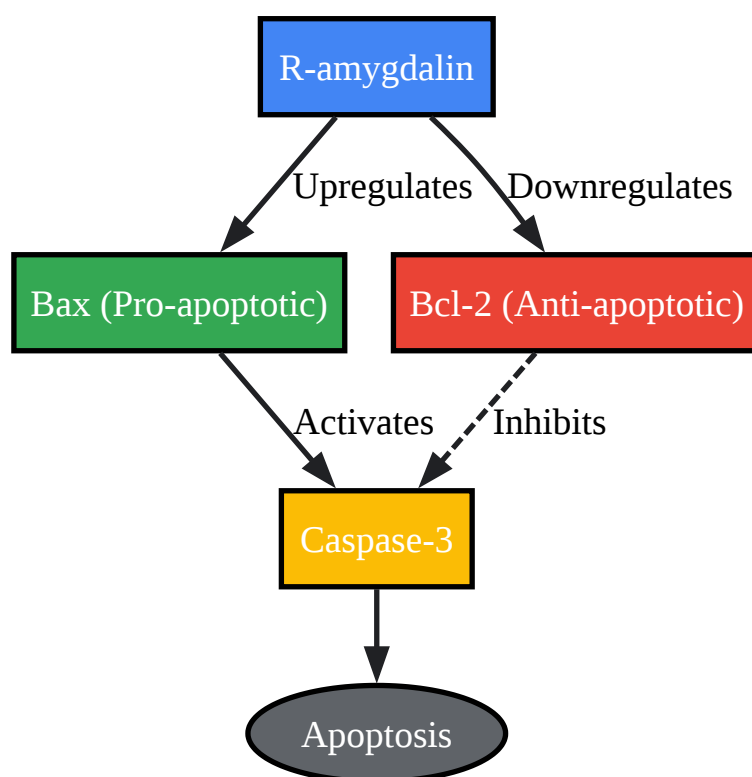 R-amygdalin
Upregulates
Downregulates
Bax (Pro-apoptotic)
Bcl-2 (Anti-apoptotic)
Activates
Inhibits
Caspase-3
Apoptosis